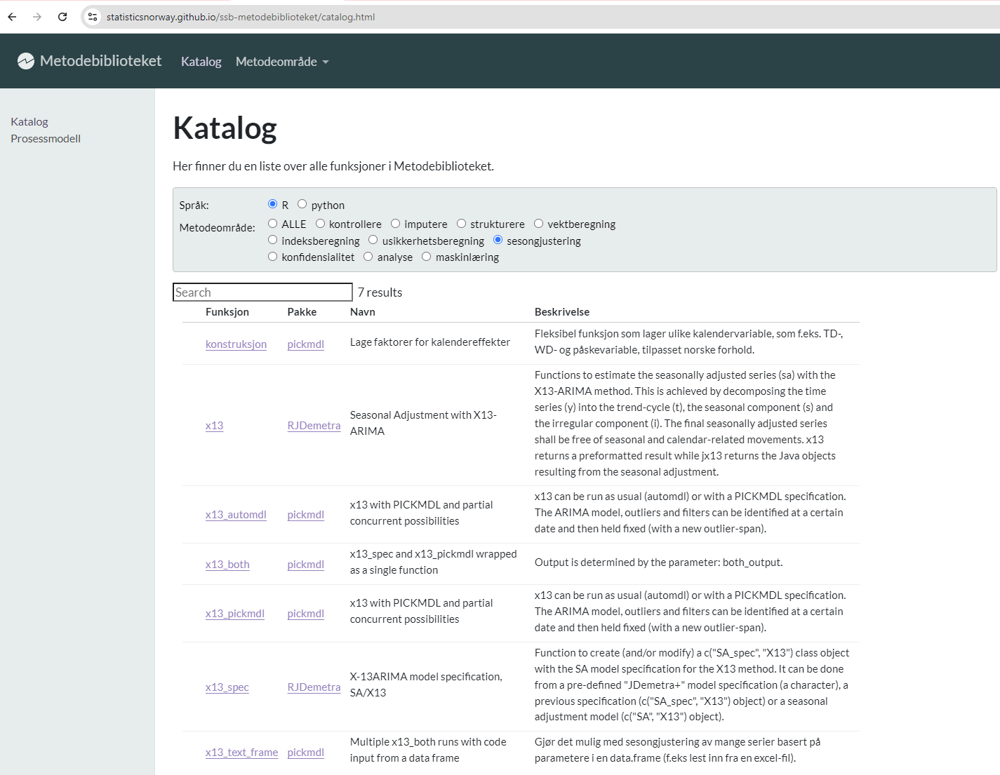 statisticsnorway.github.io/ssb-metodebiblioteket/catalog.html
Metodebiblioteket Katalog Metodeområde
Katalog
Prosessmodell
Katalog
Her finner du en liste over alle funksjoner i Metodebiblioteket.
Språk: R python
Metodeområde: ALLE kontrollere imputere strukturere vektberegning
indeksberegning usikkerhetsberegning sesongjustering
konfidensialitet analyse maskinlæring
Search 7 results
Funksjon Pakke Navn Beskrivelse
konstruksjon pickmdl Lage faktorer for kalendereffekter
Fleksibel funksjon som lager ulike kalendervariable, som f.eks. TD-,
WD- og påskevariable, tilpasset norske forhold.
x13 RJDemetra
Seasonal Adjustment with X13-
ARIMA
Functions to estimate the seasonally adjusted series (sa) with the
X13-ARIMA method. This is achieved by decomposing the time
series (y) into the trend-cycle (t), the seasonal component (s) and
the irregular component (i). The final seasonally adjusted series
shall be free of seasonal and calendar-related movements. x13
returns a preformatted result while jx13 returns the Java objects
resulting from the seasonal adjustment.
x13_automdl pickmdl
x13 with PICKMDL and partial
concurrent possibilities
x13 can be run as usual (automdl) or with a PICKMDL specification.
The ARIMA model, outliers and filters can be identified at a certain
date and then held fixed (with a new outlier-span).
x13_both pickmdl
x13_spec and x13_pickmdl wrapped
as a single function
Output is determined by the parameter: both_output.
x13_pickmdl pickmdl
x13 with PICKMDL and partial
concurrent possibilities
x13 can be run as usual (automdl) or with a PICKMDL specification.
The ARIMA model, outliers and filters can be identified at a certain
date and then held fixed (with a new outlier-span).
x13_spec RJDemetra
X-13ARIMA model specification,
SA/X13
Function to create (and/or modify) a c("SA_spec", "X13") class object
with the SA model specification for the X13 method. It can be done
from a pre-defined "JDemetra+" model specification (a character), a
previous specification (c("SA_spec", "X13") object) or a seasonal
adjustment model (c("SA", "X13") object).
x13_text_frame pickmdl
Multiple x13_both runs with code
input from a data frame
Gjør det mulig med sesongjustering av mange serier basert på
parametere i en data.frame (f.eks lest inn fra en excel-fil).